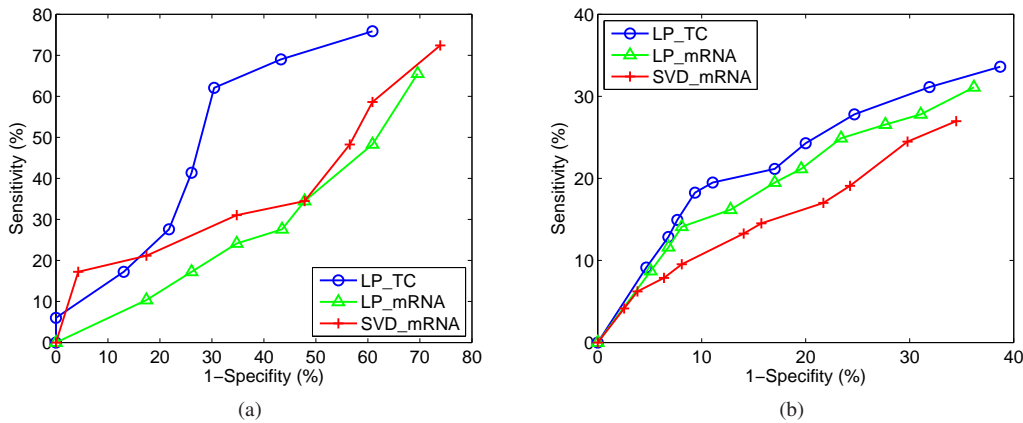 80
70
60
50
40
30
20
10
0
Sensitivity (%)
0 10 20 30 40 50 60 70 80
1−Specifity (%)
LP_TC
LP_mRNA
SVD_mRNA
(a)
40
30
20
10
0
Sensitivity (%)
0 10 20 30 40
1−Specifity (%)
LP_TC
LP_mRNA
SVD_mRNA
(b)